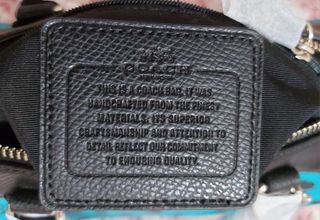 COACH
THIS IS A COACH BAG. IT WAS
HANDCRAFTED FROM THE FINEST
MATERIALS. ITS SUPERIOR
CRAFTSMANSHIP AND ATTENTION TO
DETAIL REFLECT OUR COMMITMENT
TO ENDURING QUALITY.